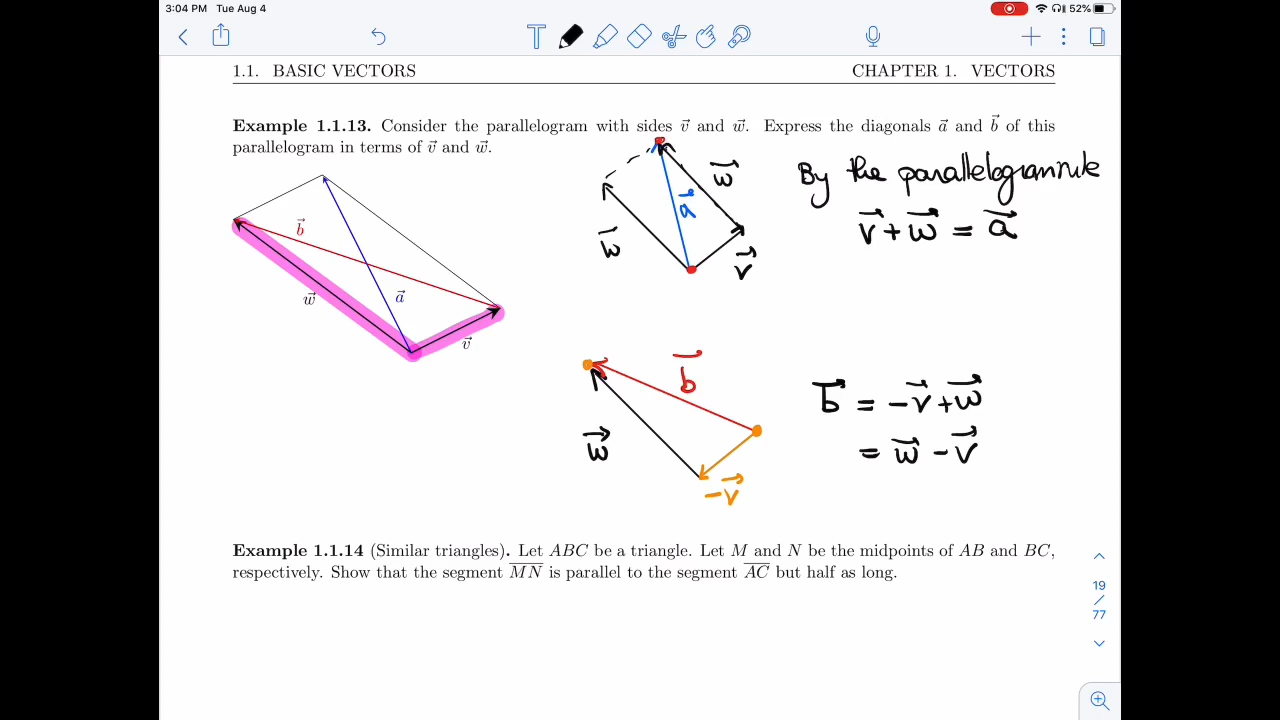 3:04 PM Tue Aug 4
52%
T
1.1. BASIC VECTORS CHAPTER 1. VECTORS
Example 1.1.13. Consider the parallelogram with sides v⃗ and w⃗. Express the diagonals a⃗ and b⃗ of this
parallelogram in terms of v⃗ and w⃗.
b⃗
w⃗
a⃗
v⃗
w⃗
a⃗
w⃗
v⃗
By the parallelogram rule
v⃗ + w⃗ = a⃗
b⃗
w⃗
-v⃗
b⃗ = -v⃗ + w⃗
= w⃗ - v⃗
Example 1.1.14 (Similar triangles). Let ABC be a triangle. Let M and N be the midpoints of AB and BC,
respectively. Show that the segment M̅N̅ is parallel to the segment A̅C̅ but half as long.
19
/
77